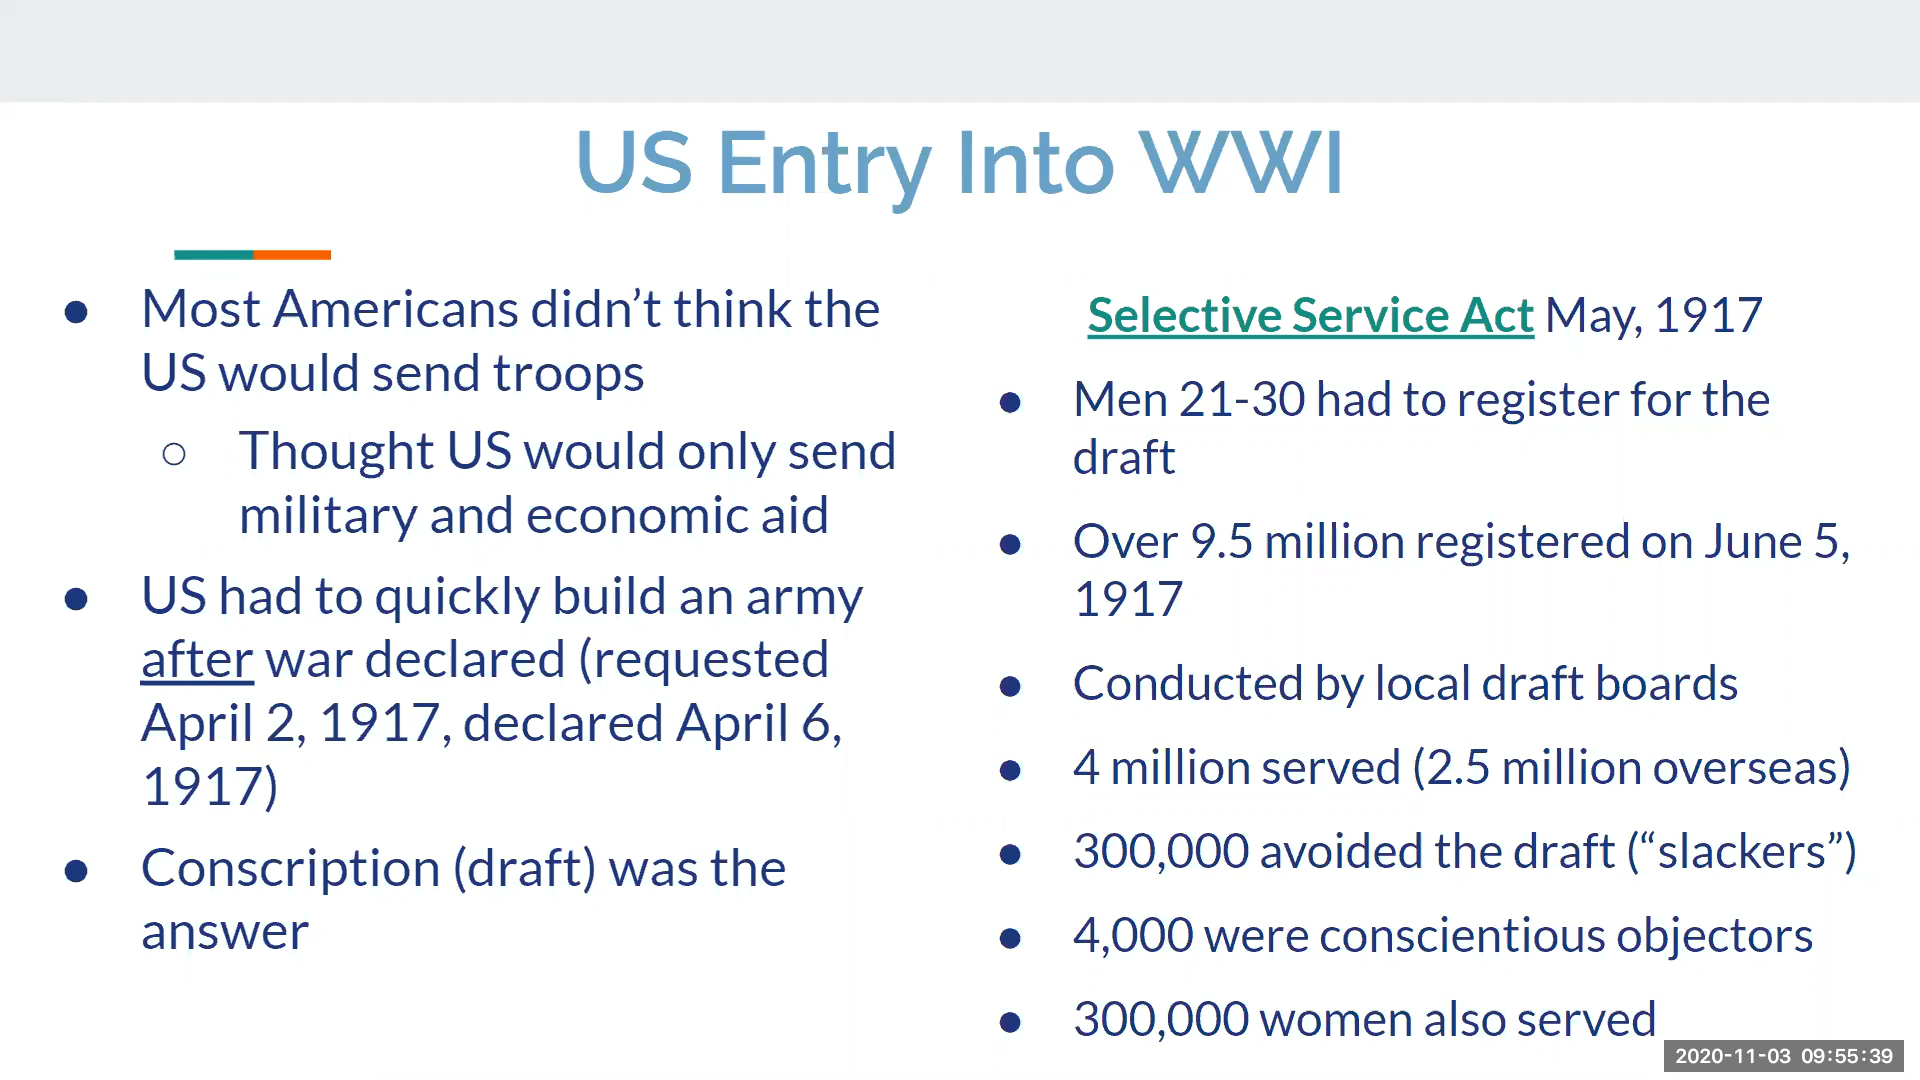 US Entry Into WWI
● Most Americans didn't think the
US would send troops
○ Thought US would only send
military and economic aid
● US had to quickly build an army
after war declared (requested
April 2, 1917, declared April 6,
1917)
● Conscription (draft) was the
answer
Selective Service Act May, 1917
● Men 21-30 had to register for the
draft
● Over 9.5 million registered on June 5,
1917
● Conducted by local draft boards
● 4 million served (2.5 million overseas)
● 300,000 avoided the draft (“slackers”)
● 4,000 were conscientious objectors
● 300,000 women also served
2020-11-03 09:55:39